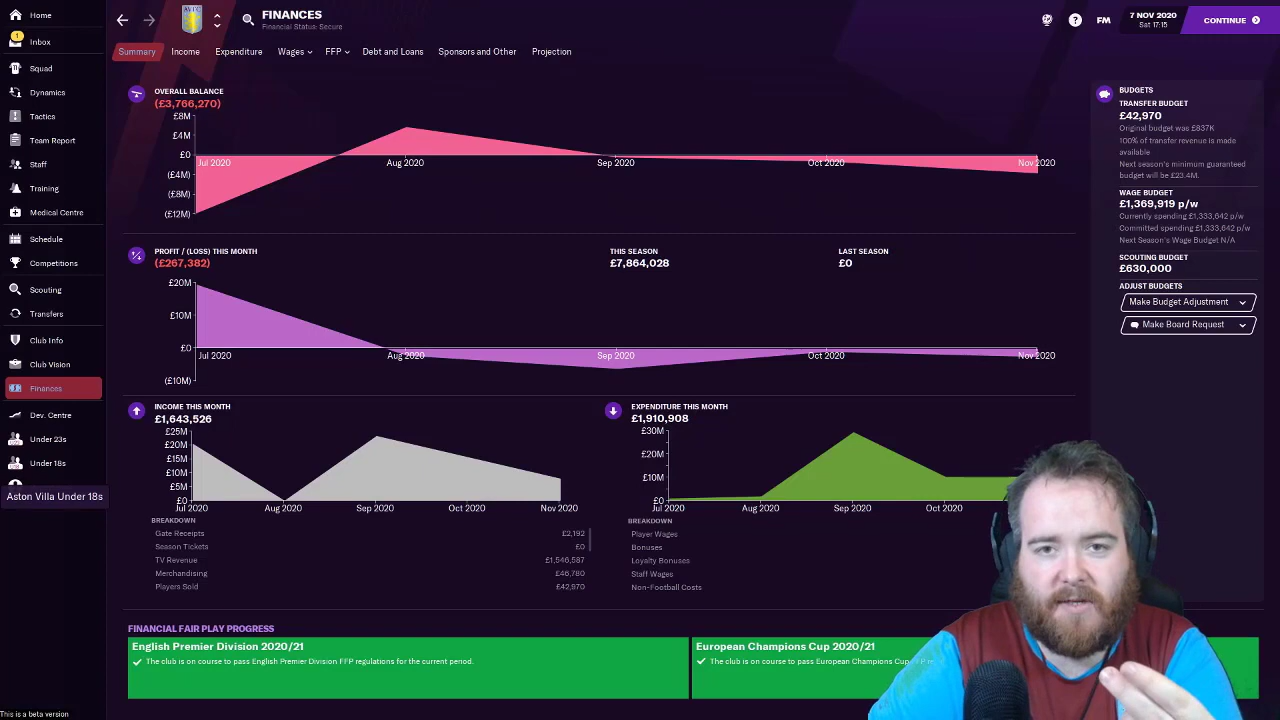 Home
1
Inbox
Squad
Dynamics
Tactics
Team Report
Staff
Training
Medical Centre
Schedule
Competitions
Scouting
Transfers
Club Info
Club Vision
Finances
Dev. Centre
Under 23s
Under 18s
Aston Villa Under 18s
This is a beta version
AVFC
FINANCES
Financial Status: Secure
FM
7 NOV 2020
Sat 17:15
CONTINUE
Summary Income Expenditure Wages FFP Debt and Loans Sponsors and Other Projection
OVERALL BALANCE
(£3,766,270)
£8M
£4M
£0
(£4M)
(£8M)
(£12M)
Jul 2020 Aug 2020 Sep 2020 Oct 2020 Nov 2020
PROFIT / (LOSS) THIS MONTH
(£267,382)
THIS SEASON
£7,864,028
LAST SEASON
£0
£20M
£10M
£0
(£10M)
Jul 2020 Aug 2020 Sep 2020 Oct 2020 Nov 2020
INCOME THIS MONTH
£1,643,526
£25M
£20M
£15M
£10M
£5M
£0
Jul 2020 Aug 2020 Sep 2020 Oct 2020 Nov 2020
BREAKDOWN
Gate Receipts £2,192
Season Tickets £0
TV Revenue £1,546,587
Merchandising £46,780
Players Sold £42,970
EXPENDITURE THIS MONTH
£1,910,908
£30M
£20M
£10M
£0
Jul 2020 Aug 2020 Sep 2020 Oct 2020
BREAKDOWN
Player Wages
Bonuses
Loyalty Bonuses
Staff Wages
Non-Football Costs
BUDGETS
TRANSFER BUDGET
£42,970
Original budget was £837K
100% of transfer revenue is made
available
Next season's minimum guaranteed
budget will be £23.4M.
WAGE BUDGET
£1,369,919 p/w
Currently spending £1,333,642 p/w
Committed spending £1,333,642 p/w
Next Season's Wage Budget N/A
SCOUTING BUDGET
£630,000
ADJUST BUDGETS
Make Budget Adjustment
Make Board Request
FINANCIAL FAIR PLAY PROGRESS
English Premier Division 2020/21
The club is on course to pass English Premier Division FFP regulations for the current period.
European Champions Cup 2020/21
The club is on course to pass European Champions Cup